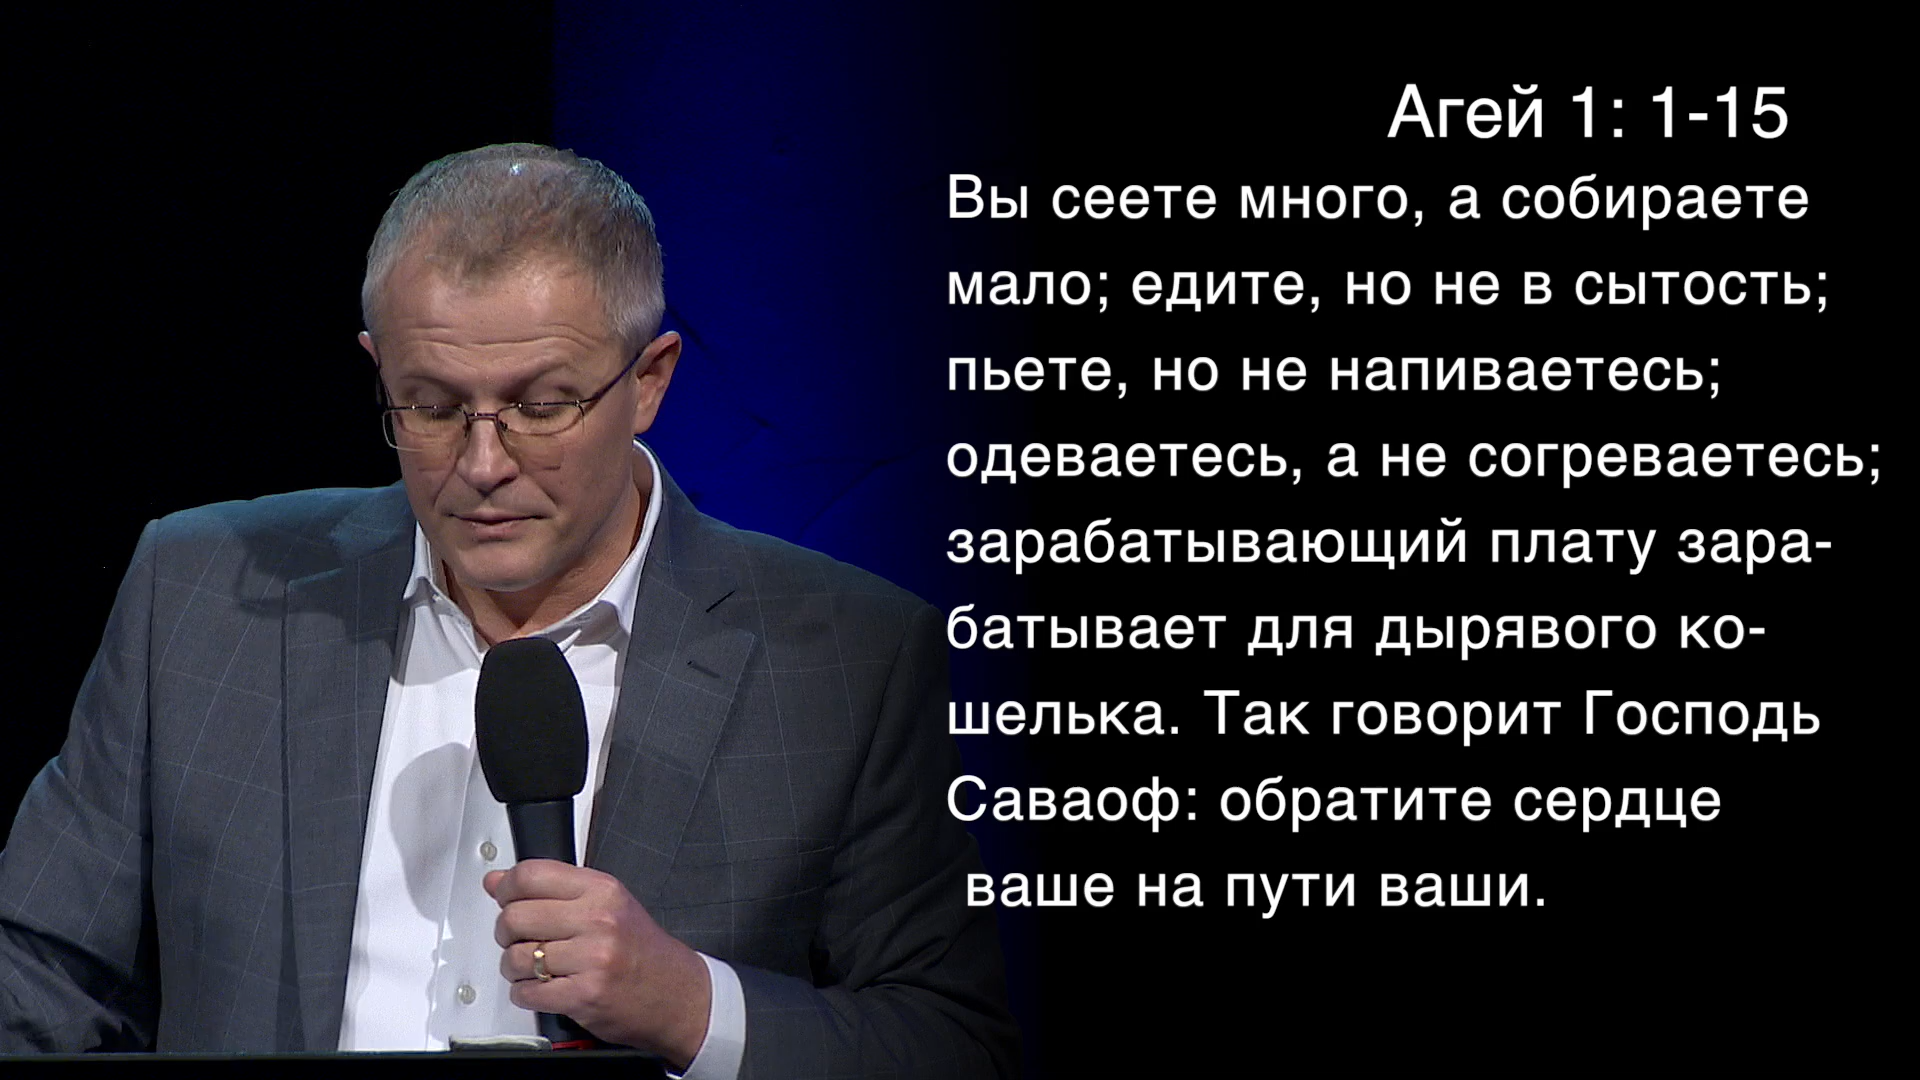 Агей 1: 1-15
Вы сеете много, а собираете
мало; едите, но не в сытость;
пьете, но не напиваетесь;
одеваетесь, а не согреваетесь;
зарабатывающий плату зара-
батывает для дырявого ко-
шелька. Так говорит Господь
Саваоф: обратите сердце
ваше на пути ваши.